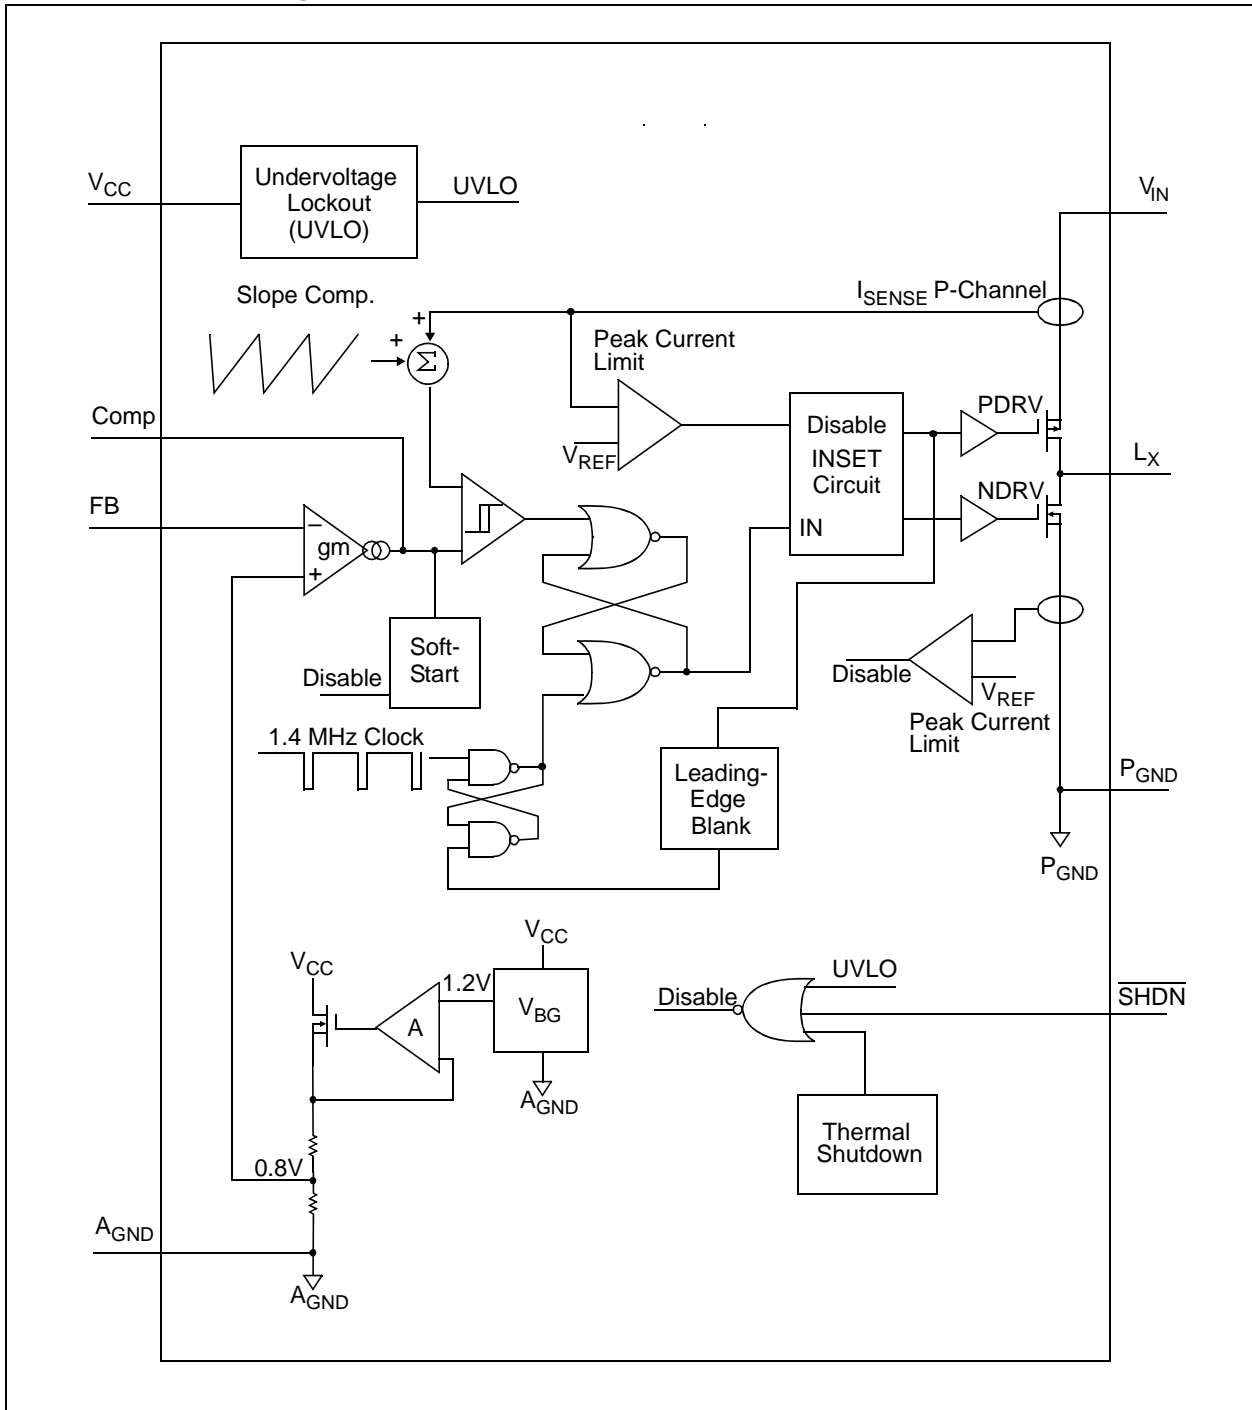 V_CC
Undervoltage
Lockout
(UVLO)
UVLO
V_IN
Slope Comp.
I_SENSE P-Channel
+
+
Σ
Peak Current
Limit
V_REF
Comp
FB
−
gm
+
Disable
INSET
Circuit
IN
PDRV
NDRV
L_X
Soft-
Start
Disable
Disable
V_REF
Peak Current
Limit
1.4 MHz Clock
Leading-
Edge
Blank
P_GND
P_GND
V_CC
V_CC
1.2V
A
V_BG
A_GND
0.8V
A_GND
A_GND
Disable
UVLO
S̅H̅D̅N̅
Thermal
Shutdown